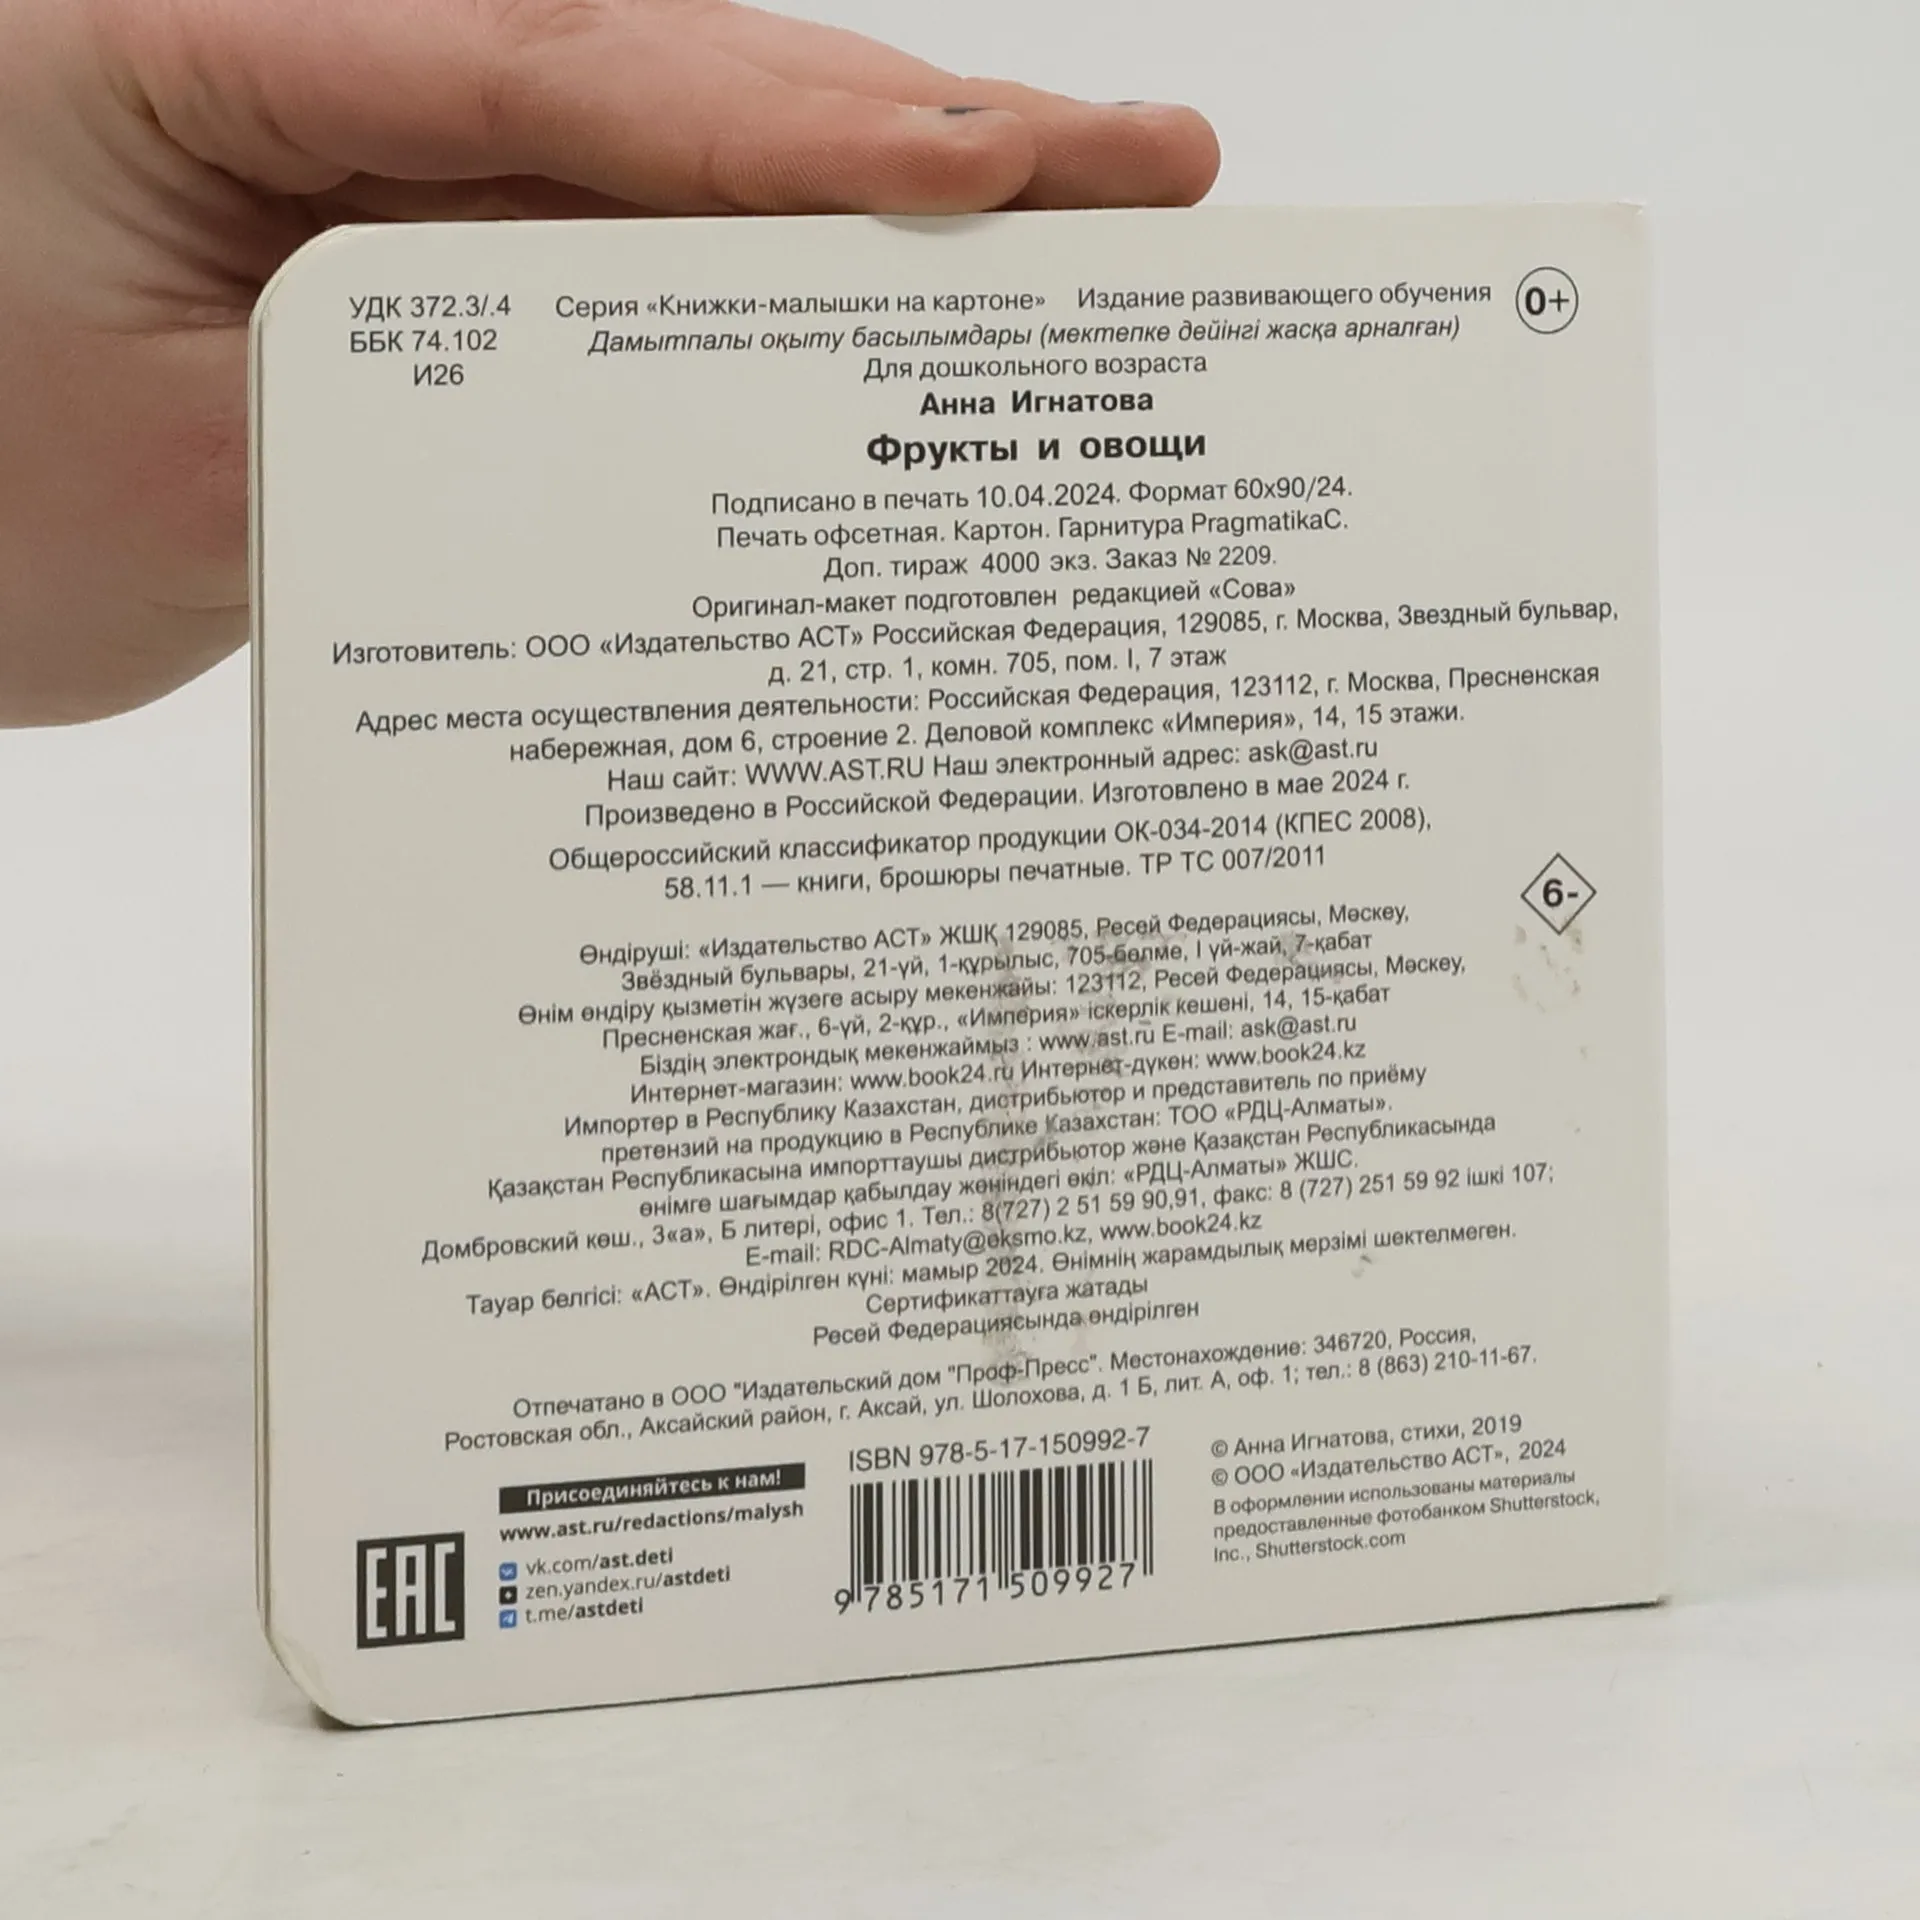 УДК 372.3/.4
ББК 74.102
И26
Серия «Книжки-малышки на картоне» Издание развивающего обучения
0+
Дамытпалы оқыту басылымдары (мектепке дейінгі жасқа арналған)
Для дошкольного возраста
Анна Игнатова
Фрукты и овощи
Подписано в печать 10.04.2024. Формат 60х90/24.
Печать офсетная. Картон. Гарнитура PragmatikaC.
Доп. тираж 4000 экз. Заказ № 2209.
Оригинал-макет подготовлен редакцией «Сова»
Изготовитель: ООО «Издательство АСТ» Российская Федерация, 129085, г. Москва, Звездный бульвар,
д. 21, стр. 1, комн. 705, пом. I, 7 этаж
Адрес места осуществления деятельности: Российская Федерация, 123112, г. Москва, Пресненская
набережная, дом 6, строение 2. Деловой комплекс «Империя», 14, 15 этажи.
Наш сайт: WWW.AST.RU Наш электронный адрес: ask@ast.ru
Произведено в Российской Федерации. Изготовлено в мае 2024 г.
Общероссийский классификатор продукции ОК-034-2014 (КПЕС 2008),
58.11.1 — книги, брошюры печатные. ТР ТС 007/2011
6-
Өндіруші: «Издательство АСТ» ЖШҚ 129085, Ресей Федерациясы, Мәскеу,
Звёздный бульвары, 21-үй, 1-құрылыс, 705-бөлме, I үй-жай, 7-қабат
Өнім өндіру қызметін жүзеге асыру мекенжайы: 123112, Ресей Федерациясы, Мәскеу,
Пресненская жағ., 6-үй, 2-құр., «Империя» іскерлік кешені, 14, 15-қабат
Біздің электрондық мекенжаймыз : www.ast.ru E-mail: ask@ast.ru
Интернет-магазин: www.book24.ru Интернет-дүкен: www.book24.kz
Импортер в Республику Казахстан, дистрибьютор и представитель по приёму
претензий на продукцию в Республике Казахстан: ТОО «РДЦ-Алматы».
Қазақстан Республикасына импорттаушы дистрибьютор және Қазақстан Республикасында
өнімге шағымдар қабылдау жөніндегі өкіл: «РДЦ-Алматы» ЖШС.
Домбровский көш., 3«а», Б литері, офис 1. Тел.: 8(727) 2 51 59 90,91, факс: 8 (727) 251 59 92 ішкі 107;
E-mail: RDC-Almaty@eksmo.kz, www.book24.kz
Тауар белгісі: «АСТ». Өндірілген күні: мамыр 2024. Өнімнің жарамдылық мерзімі шектелмеген.
Сертификаттауға жатады
Ресей Федерациясында өндірілген
Отпечатано в ООО "Издательский дом "Проф-Пресс". Местонахождение: 346720, Россия,
Ростовская обл., Аксайский район, г. Аксай, ул. Шолохова, д. 1 Б, лит. А, оф. 1; тел.: 8 (863) 210-11-67.
EAC
Присоединяйтесь к нам!
www.ast.ru/redactions/malysh
vk.com/ast.deti
zen.yandex.ru/astdeti
t.me/astdeti
ISBN 978-5-17-150992-7
9 785171 509927
© Анна Игнатова, стихи, 2019
© ООО «Издательство АСТ», 2024
В оформлении использованы материалы
предоставленные фотобанком Shutterstock,
Inc., Shutterstock.com